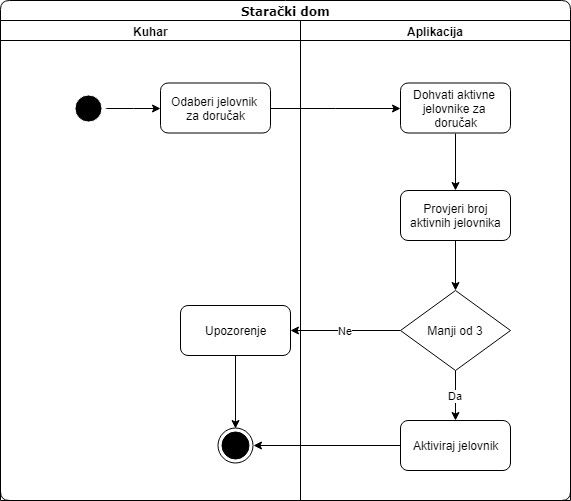 Starački dom
Kuhar
Aplikacija
Odaberi jelovnik
za doručak
Dohvati aktivne
jelovnike za
doručak
Provjeri broj
aktivnih jelovnika
Upozorenje
Ne
Manji od 3
Da
Aktiviraj jelovnik